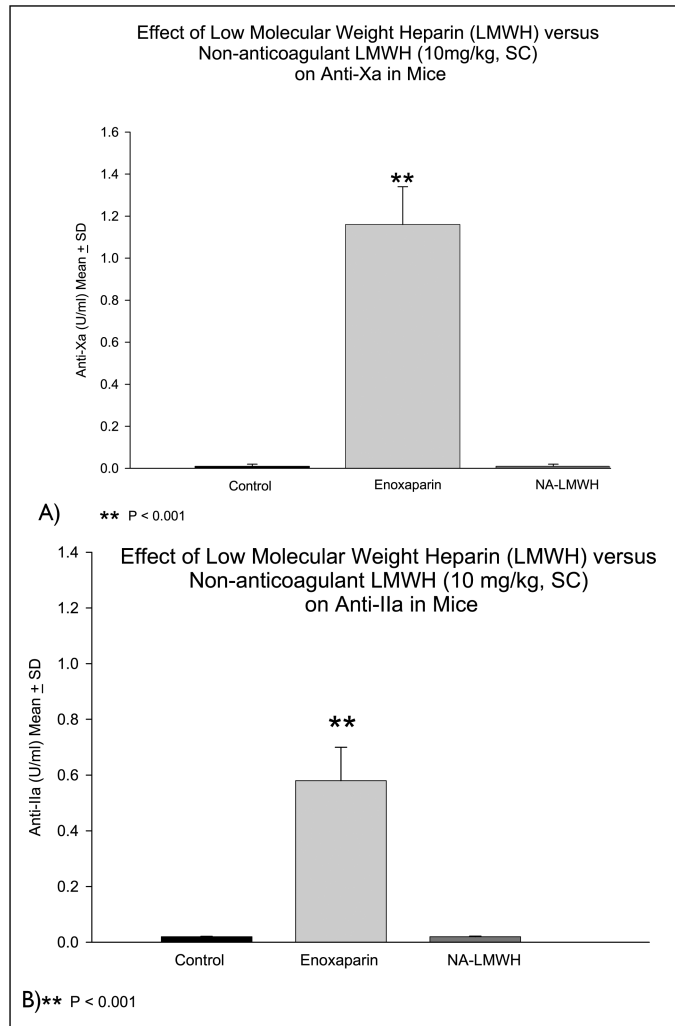 Effect of Low Molecular Weight Heparin (LMWH) versus
Non-anticoagulant LMWH (10mg/kg, SC)
on Anti-Xa in Mice
Anti-Xa (U/ml) Mean ± SD
1.6
1.4
1.2
1.0
0.8
0.6
0.4
0.2
0.0
**
Control
Enoxaparin
NA-LMWH
A) ** P < 0.001
Effect of Low Molecular Weight Heparin (LMWH) versus
Non-anticoagulant LMWH (10 mg/kg, SC)
on Anti-IIa in Mice
Anti-IIa (U/ml) Mean ± SD
1.4
1.2
1.0
0.8
0.6
0.4
0.2
0.0
**
Control
Enoxaparin
NA-LMWH
B)** P < 0.001